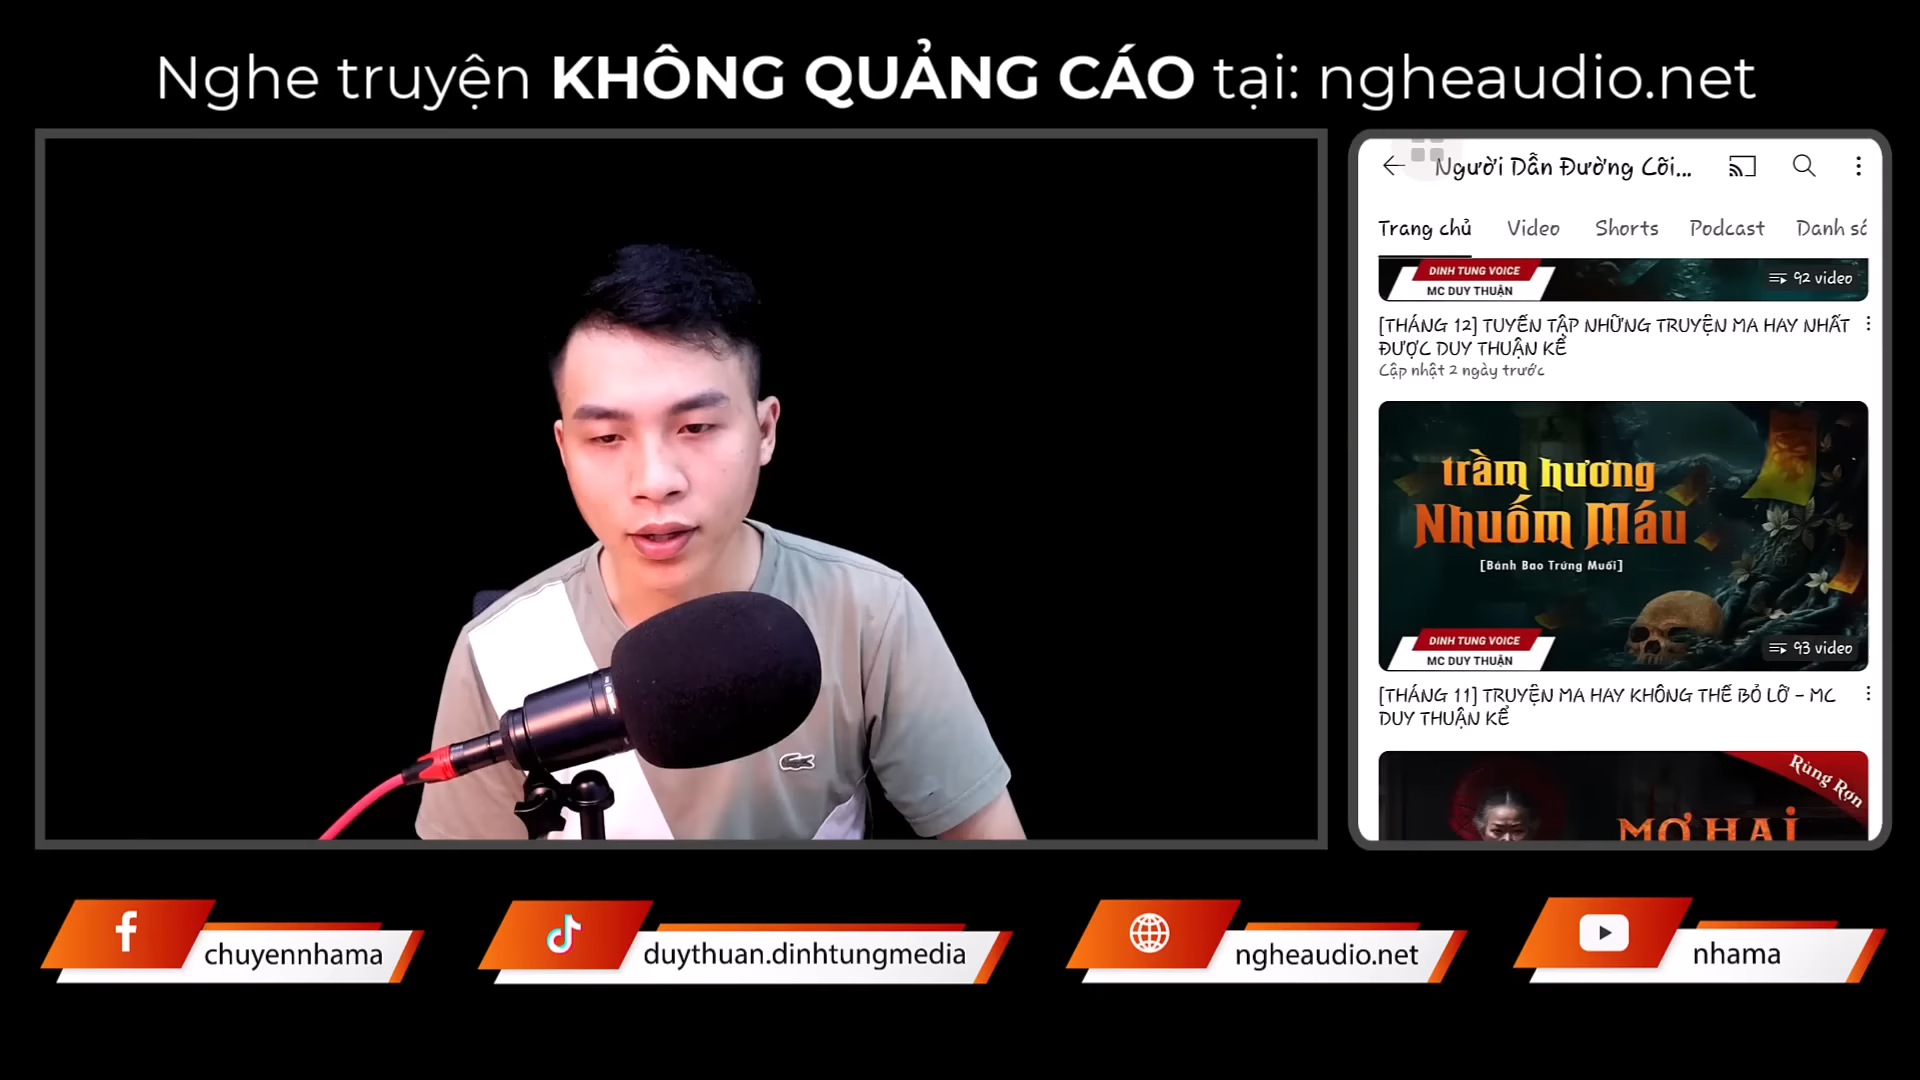 Nghe truyện KHÔNG QUẢNG CÁO tại: ngheaudio.net
Người Dẫn Đường Cõi...
Trang chủ Video Shorts Podcast Danh sá
DINH TUNG VOICE
MC DUY THUẬN
92 video
[THÁNG 12] TUYỂN TẬP NHỮNG TRUYỆN MA HAY NHẤT
ĐƯỢC DUY THUẬN KỂ
Cập nhật 2 ngày trước
trầm hương
Nhuốm Máu
[Bánh Bao Trứng Muối]
DINH TUNG VOICE
MC DUY THUẬN
93 video
[THÁNG 11] TRUYỆN MA HAY KHÔNG THỂ BỎ LỠ - MC
DUY THUẬN KỂ
Rùng Rợn
MỢ HAI
chuyennhama
duythuan.dinhtungmedia
ngheaudio.net
nhama